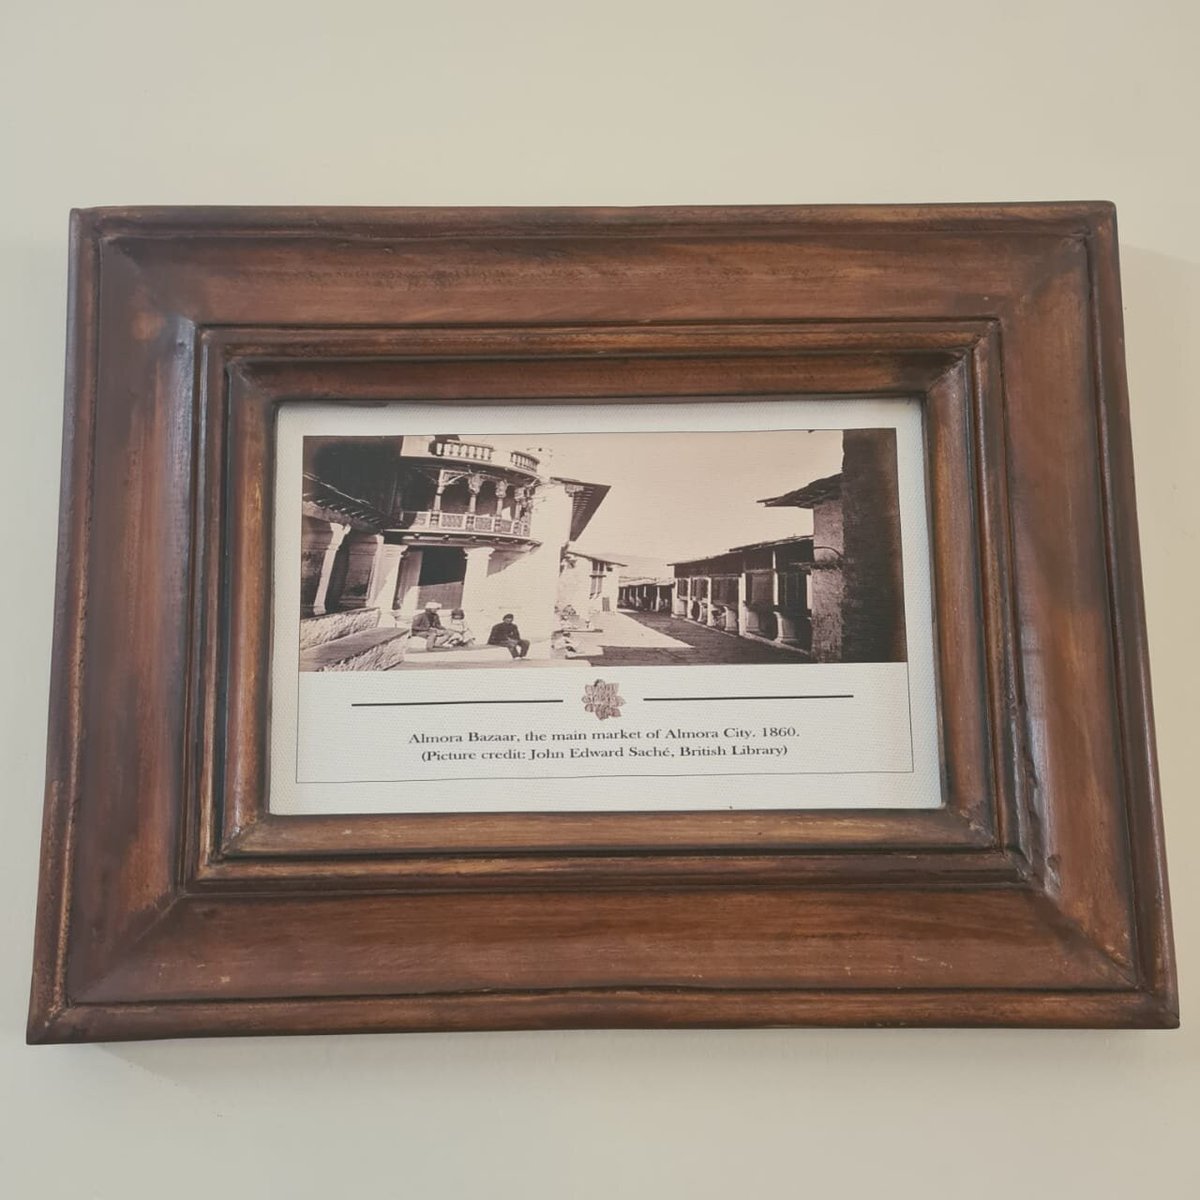 Almora Bazaar, the main market of Almora City. 1860.
(Picture credit: John Edward Saché, British Library)